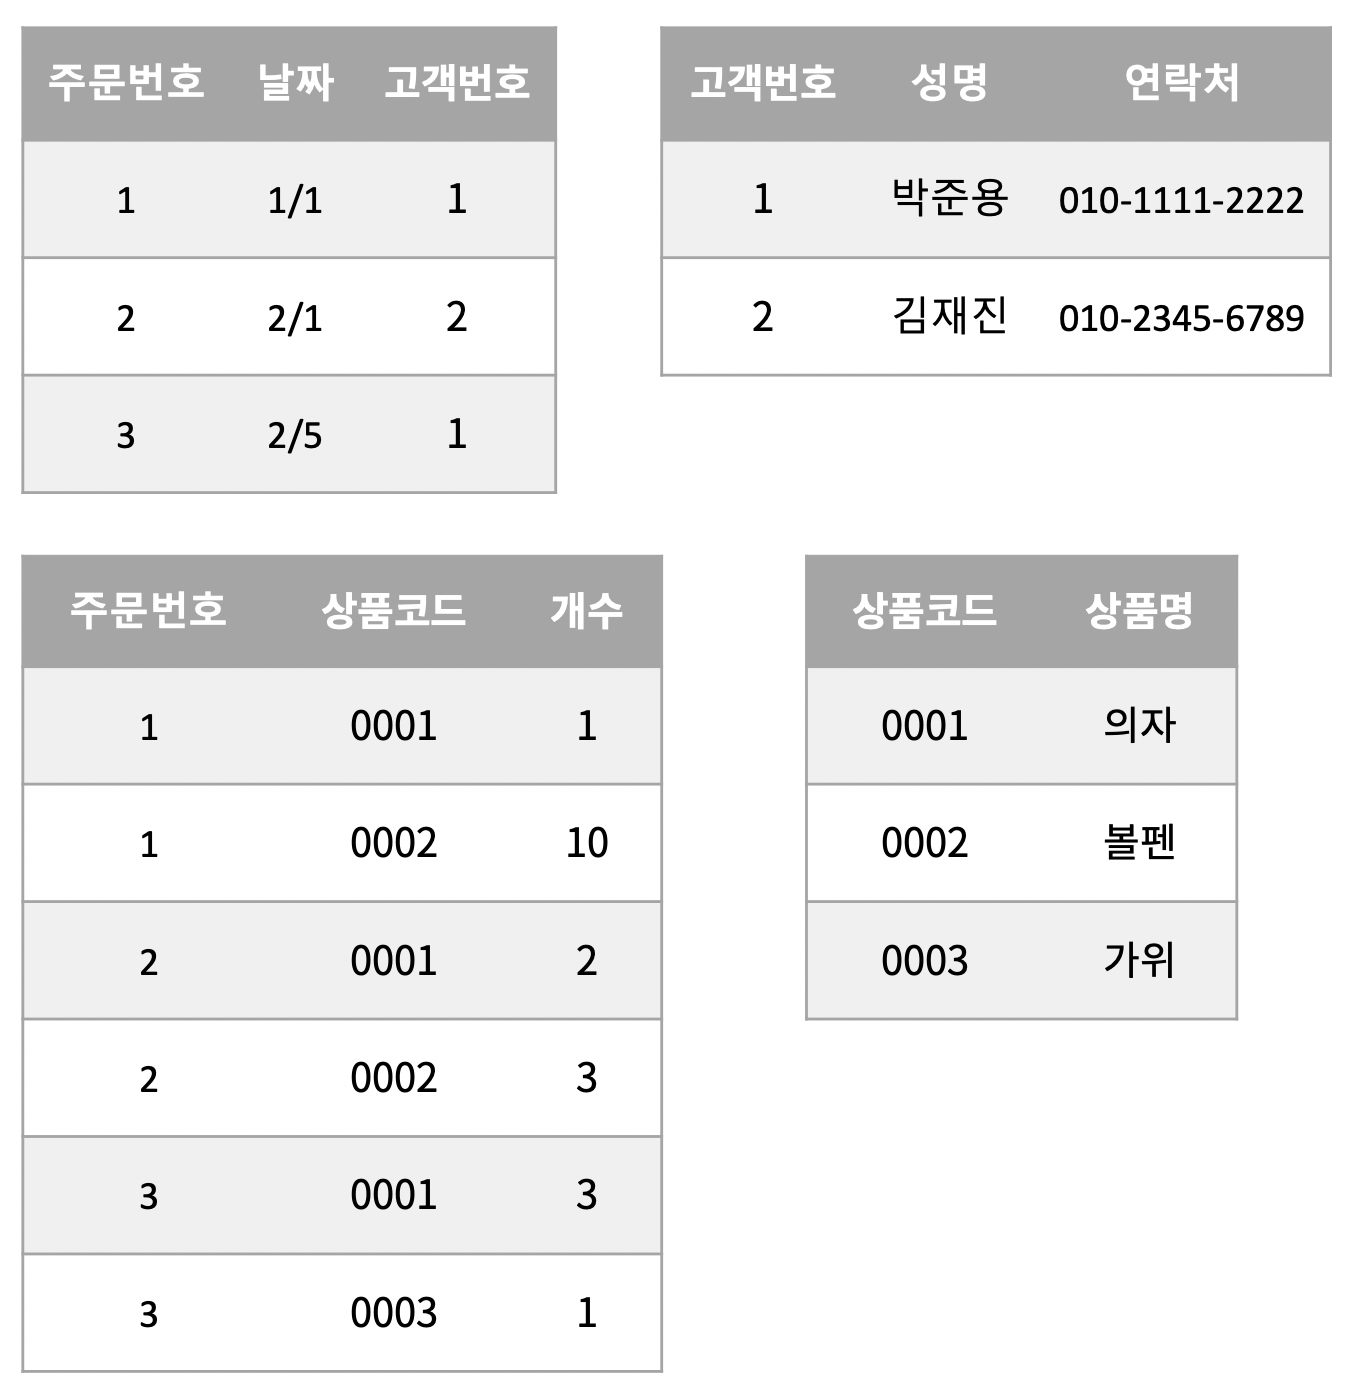 주문번호 날짜 고객번호
1 1/1 1
2 2/1 2
3 2/5 1
고객번호 성명 연락처
1 박준용 010-1111-2222
2 김재진 010-2345-6789
주문번호 상품코드 개수
1 0001 1
1 0002 10
2 0001 2
2 0002 3
3 0001 3
3 0003 1
상품코드 상품명
0001 의자
0002 볼펜
0003 가위